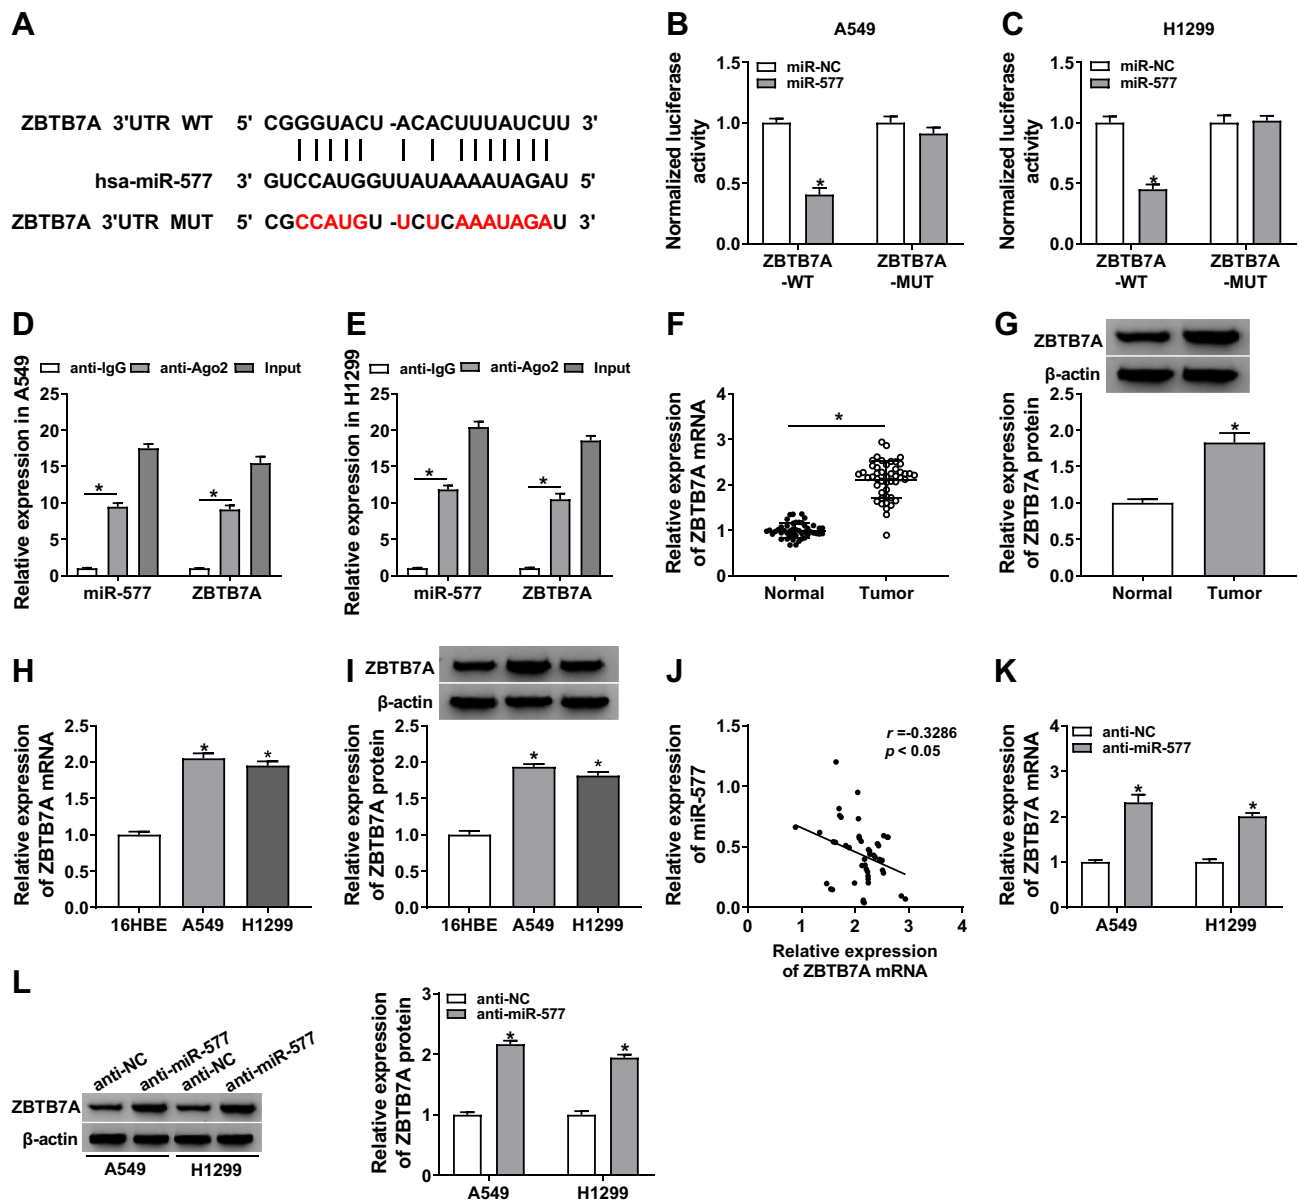 A
ZBTB7A 3'UTR WT 5' CGGGUACU -ACACUUUAUCUU 3'
hsa-miR-577 3' GUCCAUGGUUAUAAAAUAGAU 5'
ZBTB7A 3'UTR MUT 5' CGCCAUGU -UCUCAAAUAGAU 3'
B
A549
Normalized luciferase
activity
1.5
1.0
0.5
0.0
miR-NC
miR-577
*
ZBTB7A
-WT
ZBTB7A
-MUT
C
H1299
Normalized luciferase
activity
1.5
1.0
0.5
0.0
miR-NC
miR-577
*
ZBTB7A
-WT
ZBTB7A
-MUT
D
anti-IgG anti-Ago2 Input
Relative expression in A549
25
20
15
10
5
0
*
*
miR-577
ZBTB7A
E
anti-IgG anti-Ago2 Input
Relative expression in H1299
25
20
15
10
5
0
*
*
miR-577
ZBTB7A
F
Relative expression
of ZBTB7A mRNA
4
3
2
1
0
*
Normal
Tumor
G
ZBTB7A
β-actin
Relative expression
of ZBTB7A protein
2.5
2.0
1.5
1.0
0.5
0.0
*
Normal
Tumor
H
Relative expression
of ZBTB7A mRNA
2.5
2.0
1.5
1.0
0.5
0.0
*
*
16HBE
A549
H1299
I
ZBTB7A
β-actin
Relative expression
of ZBTB7A protein
2.5
2.0
1.5
1.0
0.5
0.0
*
*
16HBE
A549
H1299
J
Relative expression
of miR-577
1.5
1.0
0.5
0.0
r =-0.3286
p < 0.05
0
1
2
3
4
Relative expression
of ZBTB7A mRNA
K
Relative expression
of ZBTB7A mRNA
4
3
2
1
0
anti-NC
anti-miR-577
*
*
A549
H1299
L
anti-NC
anti-miR-577
anti-NC
anti-miR-577
ZBTB7A
β-actin
A549
H1299
Relative expression
of ZBTB7A protein
3
2
1
0
anti-NC
anti-miR-577
*
*
A549
H1299